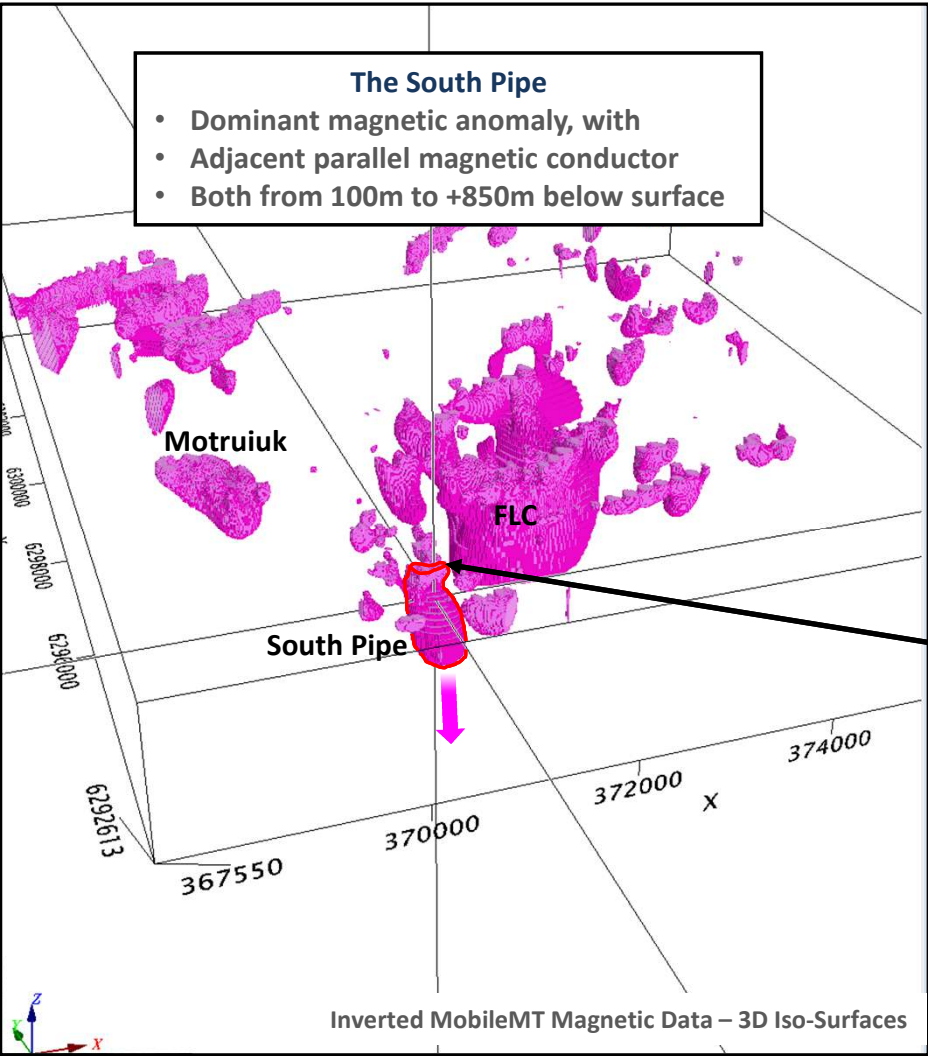 The South Pipe
• Dominant magnetic anomaly, with
• Adjacent parallel magnetic conductor
• Both from 100m to +850m below surface
Motruiuk
FLC
South Pipe
6300000
6298000
6296000
6292613
367550
370000
372000
374000
X
Z
Y
X
Inverted MobileMT Magnetic Data – 3D Iso-Surfaces